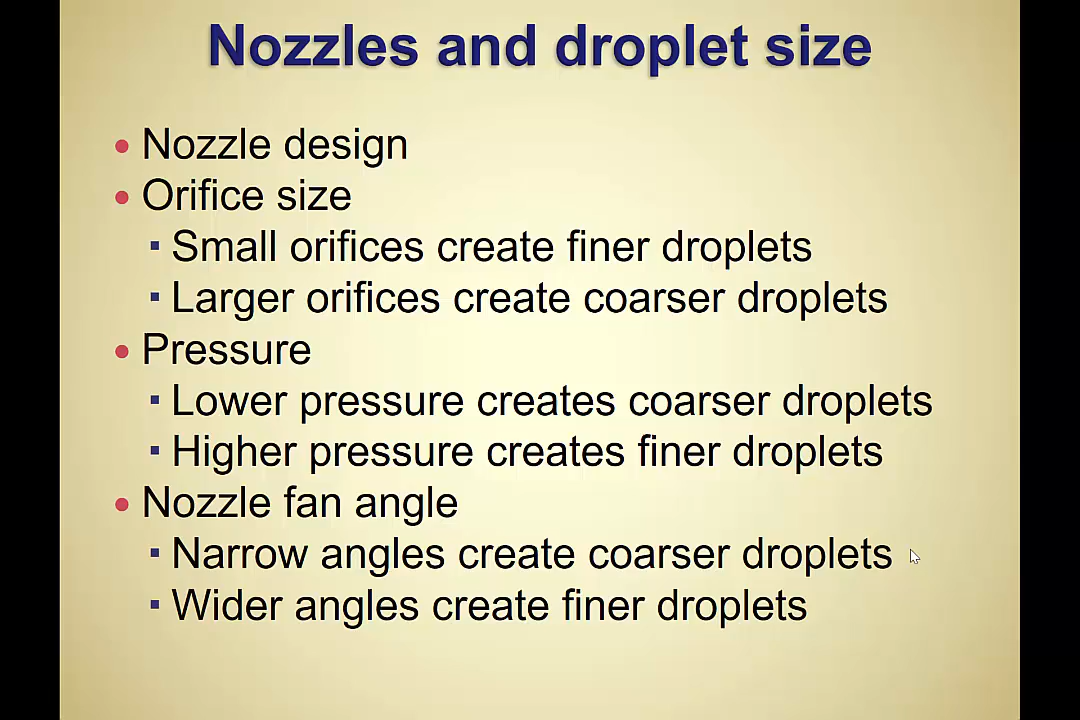 Nozzles and droplet size
• Nozzle design
• Orifice size
▪ Small orifices create finer droplets
▪ Larger orifices create coarser droplets
• Pressure
▪ Lower pressure creates coarser droplets
▪ Higher pressure creates finer droplets
• Nozzle fan angle
▪ Narrow angles create coarser droplets
▪ Wider angles create finer droplets